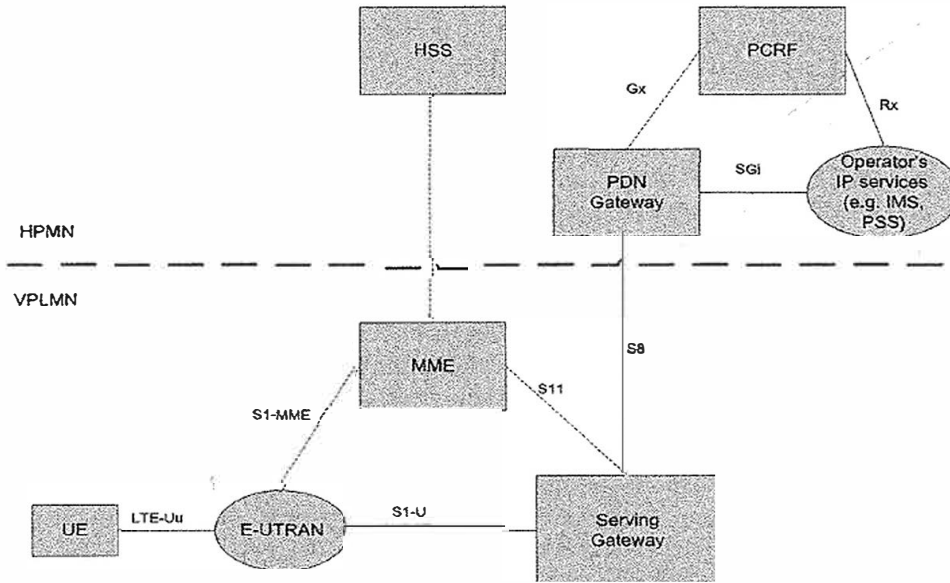 HSS
PCRF
Gx
Rx
PDN
Gateway
SGi
Operator's
IP services
(e.g. IMS,
PSS)
HPMN
VPLMN
MME
S8
S11
S1-MME
UE
LTE-Uu
E-UTRAN
S1-U
Serving
Gateway